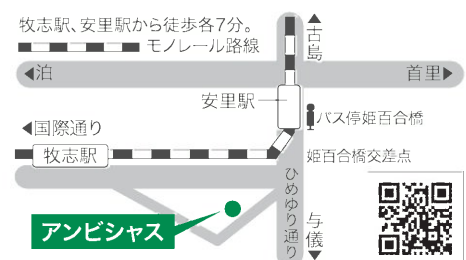 牧志駅、安里駅から徒歩各7分。
モノレール路線
▲古島
◀泊
首里▶
安里駅
バス停姫百合橋
◀国際通り
牧志駅
姫百合橋交差点
ひめゆり通り
アンビシャス
与儀▼